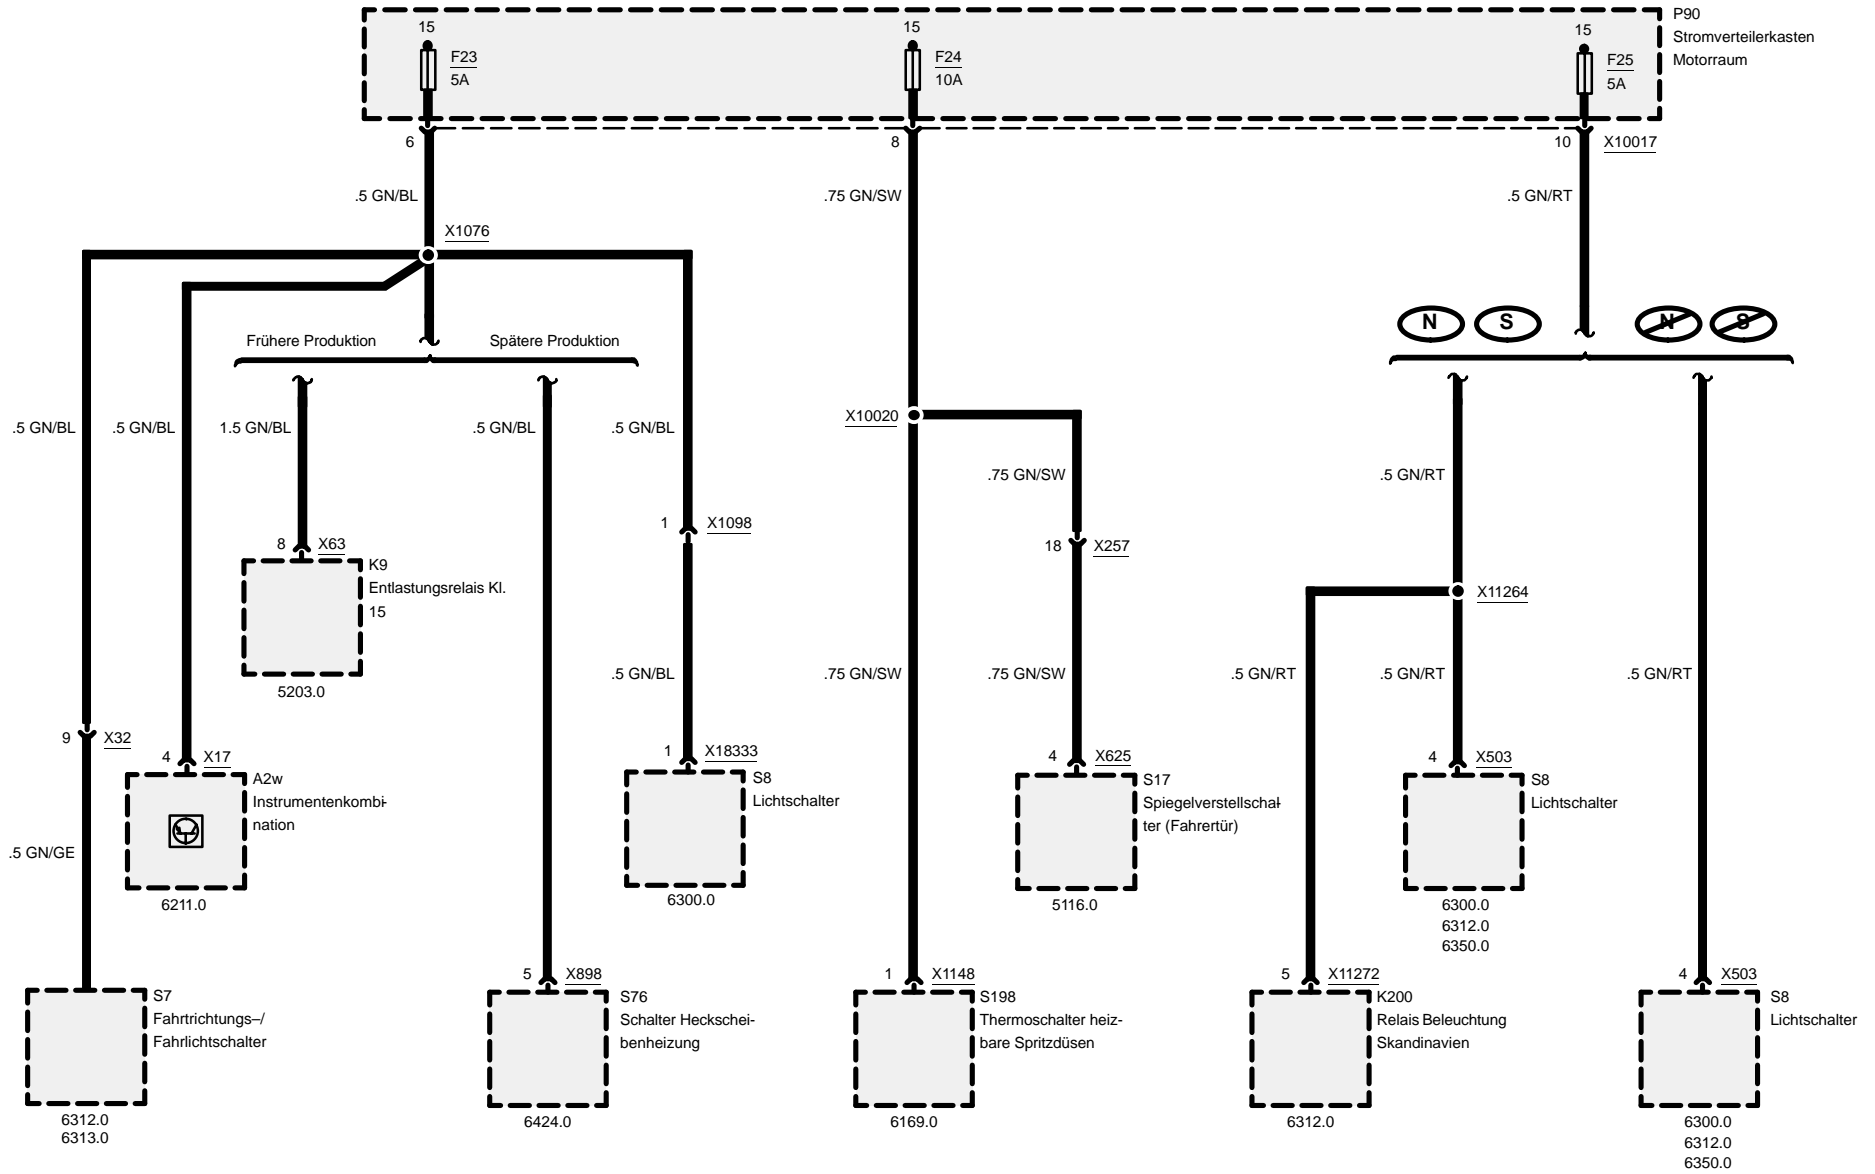 P90
Stromverteilerkasten
Motorraum
15
F23
5A
15
F24
10A
15
F25
5A
6
8
10
X10017
.5 GN/BL
.75 GN/SW
.5 GN/RT
X1076
N
S
N
S
Frühere Produktion
Spätere Produktion
.5 GN/BL
.5 GN/BL
1.5 GN/BL
.5 GN/BL
.5 GN/BL
X10020
.75 GN/SW
.5 GN/RT
1
X1098
8
X63
18
X257
K9
Entlastungsrelais Kl.
15
5203.0
X11264
.5 GN/BL
.75 GN/SW
.75 GN/SW
.5 GN/RT
.5 GN/RT
.5 GN/RT
9
X32
4
X17
1
X18333
4
X625
4
X503
A2w
Instrumentenkombi-
nation
6211.0
S8
Lichtschalter
6300.0
S17
Spiegelverstellschal-
ter (Fahrertür)
5116.0
S8
Lichtschalter
6300.0
6312.0
6350.0
.5 GN/GE
5
X898
1
X1148
5
X11272
4
X503
S7
Fahrtrichtungs–/
Fahrlichtschalter
6312.0
6313.0
S76
Schalter Heckschei-
benheizung
6424.0
S198
Thermoschalter heiz-
bare Spritzdüsen
6169.0
K200
Relais Beleuchtung
Skandinavien
6312.0
S8
Lichtschalter
6300.0
6312.0
6350.0